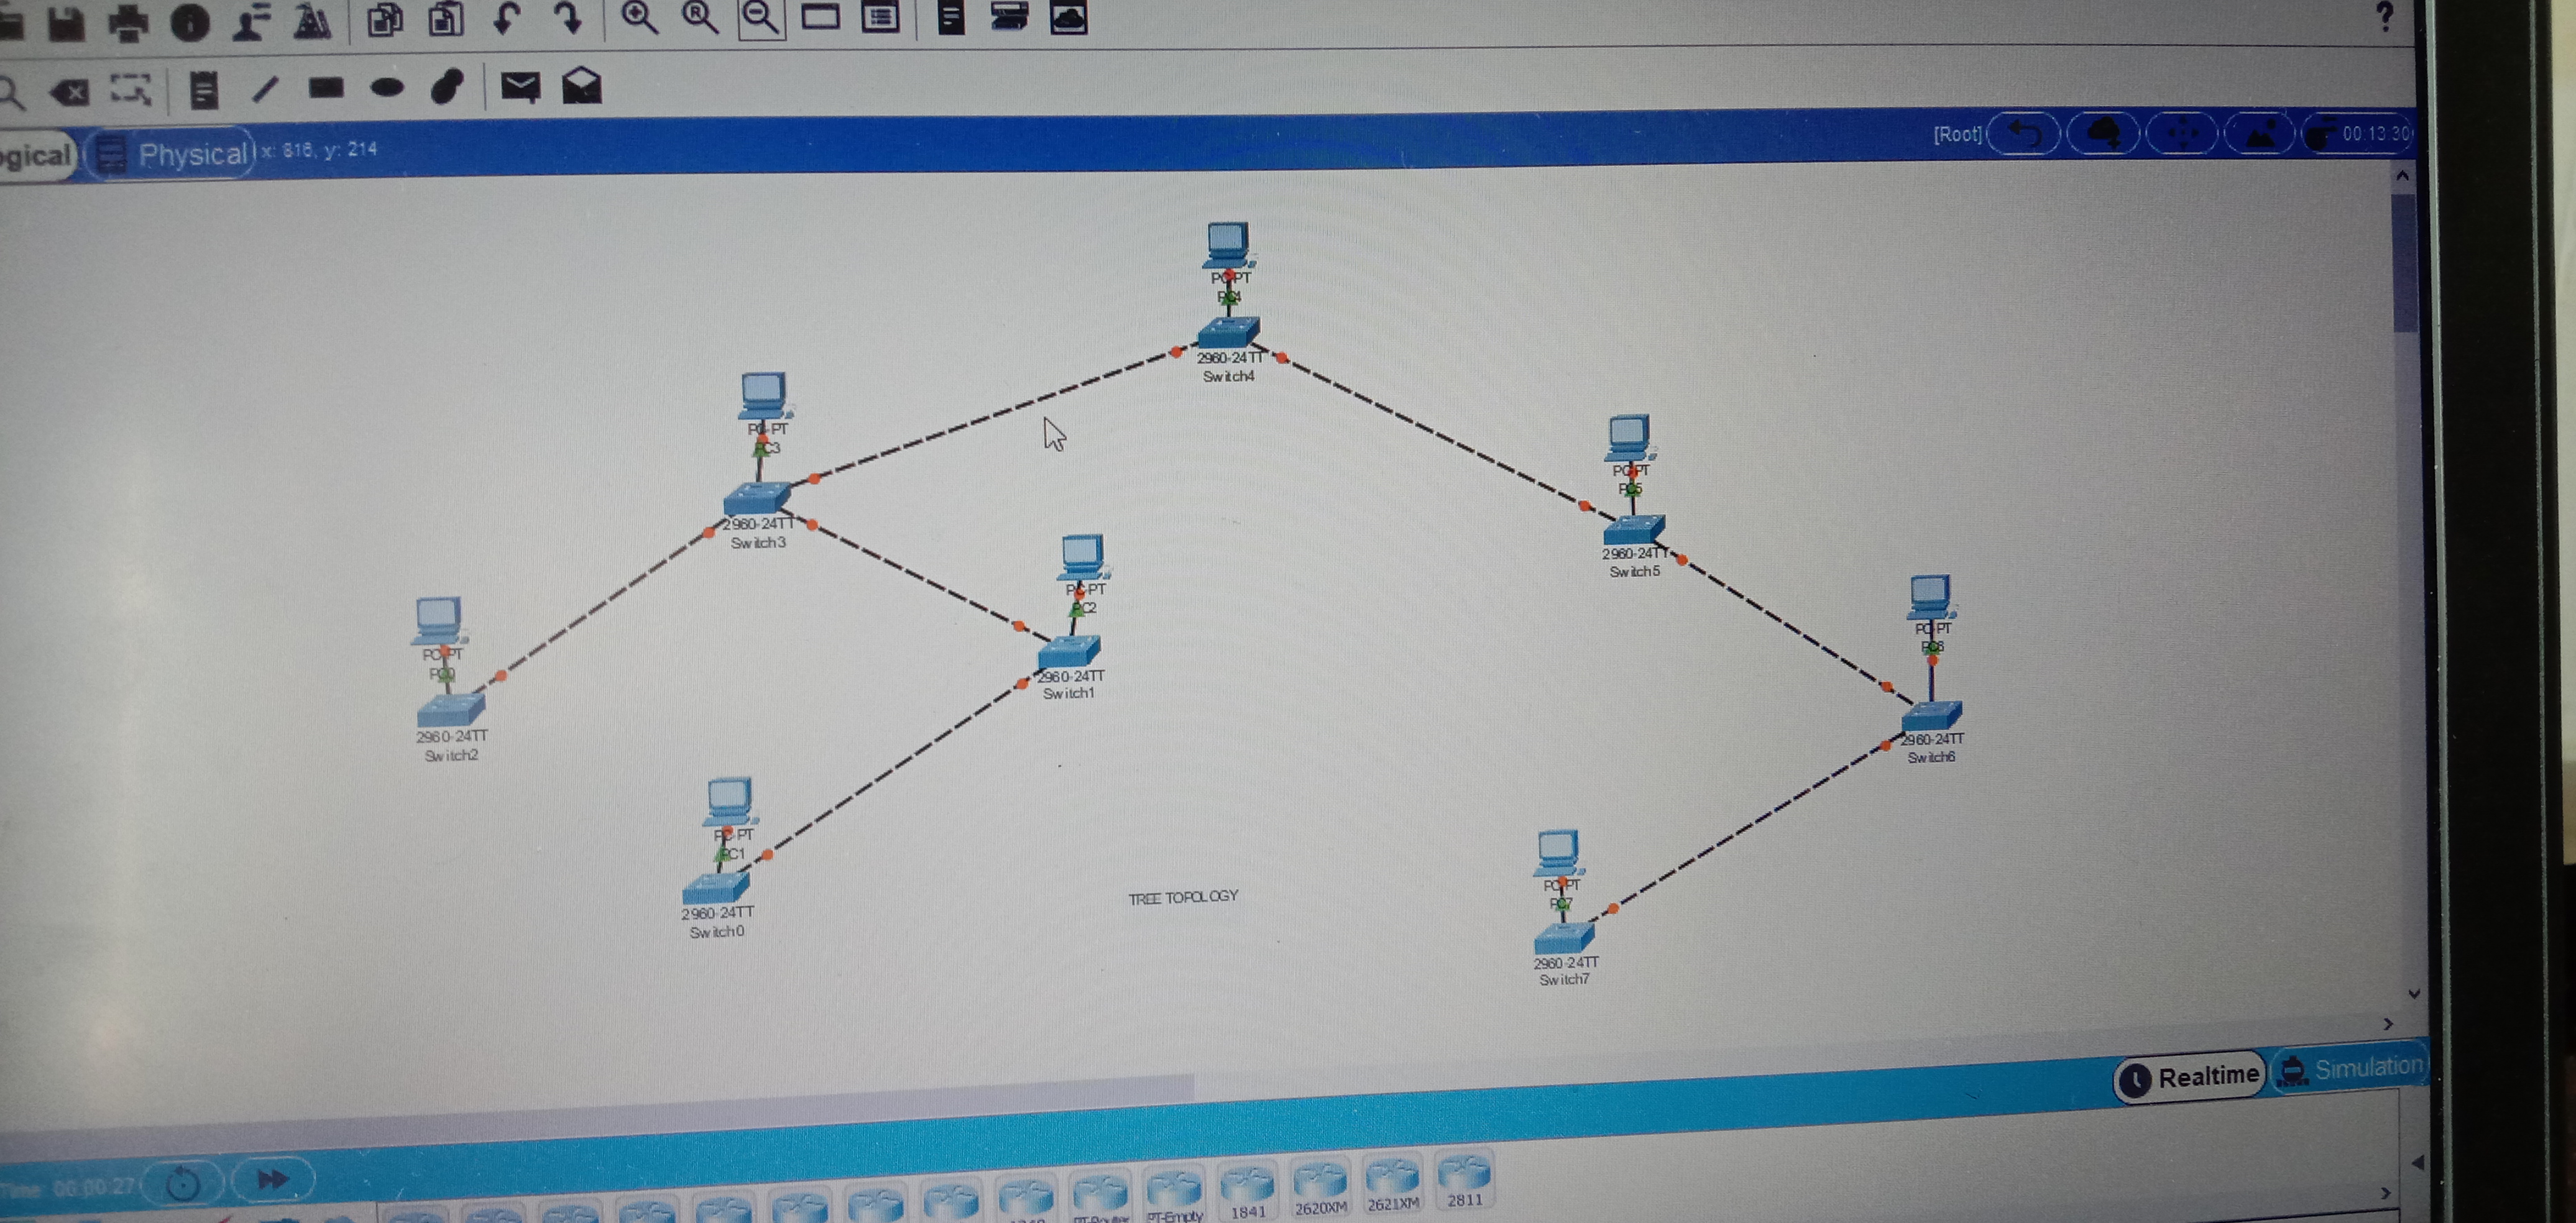 ?
Physical x: 816, y: 214
[Root] 00:13:30
PC-PT
PC4
2960-24TT
Switch4
PC-PT
PC3
2960-24TT
Switch3
PC-PT
PC5
2960-24TT
Switch5
PC-PT
PC2
2960-24TT
Switch1
PC-PT
PC6
2960-24TT
Switch6
PC-PT
PC0
2960-24TT
Switch2
PC-PT
PC1
2960-24TT
Switch0
TREE TOPOLOGY
PC-PT
PC7
2960-24TT
Switch7
Realtime Simulation
Time: 00:00:27
PT-Router PT-Empty 1841 2620XM 2621XM 2811